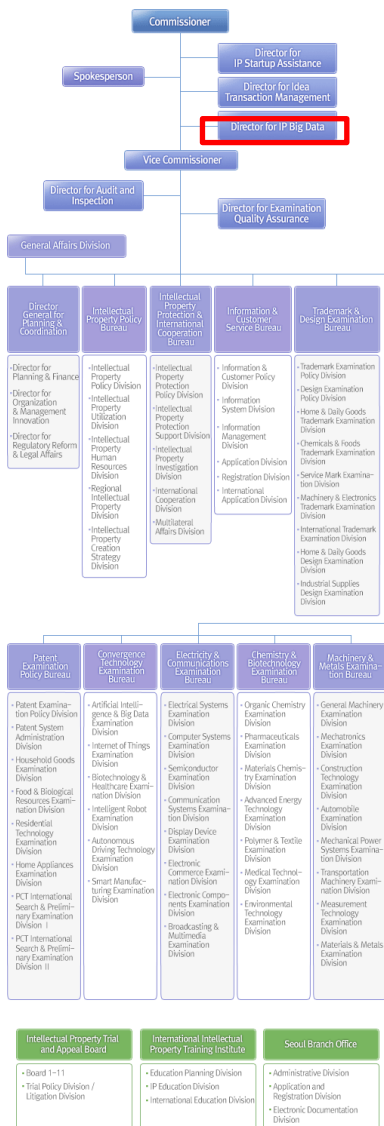 Commissioner
Director for
IP Startup Assistance
Spokesperson
Director for Idea
Transaction Management
Director for IP Big Data
Vice Commissioner
Director for Audit and
Inspection
Director for Examination
Quality Assurance
General Affairs Division
Director
General for
Planning &
Coordination
•Director for
Planning & Finance
•Director for
Organization
& Management
Innovation
•Director for
Regulatory Reform
& Legal Affairs
Intellectual
Property Policy
Bureau
•Intellectual
Property
Policy Division
•Intellectual
Property
Utilization
Division
•Intellectual
Property
Human
Resources
Division
•Regional
Intellectual
Property
Division
•Intellectual
Property
Creation
Strategy
Division
Intellectual
Property
Protection &
International
Cooperation
Bureau
•Intellectual
Property
Protection
Policy Division
•Intellectual
Property
Protection
Support Division
•Intellectual
Property
Investigation
Division
•International
Cooperation
Division
•Multilateral
Affairs Division
Information &
Customer
Service Bureau
• Information &
Customer Policy
Division
• Information
System Division
• Information
Management
Division
• Application Division
• Registration Division
• International
Application Division
Trademark &
Design Examination
Bureau
• Trademark Examination
Policy Division
• Design Examination
Policy Division
• Home & Daily Goods
Trademark Examination
Division
• Chemicals & Foods
Trademark Examination
Division
• Service Mark Examina-
tion Division
• Machinery & Electronics
Trademark Examination
Division
• International Trademark
Examination Division
• Home & Daily Goods
Design Examination
Division
• Industrial Supplies
Design Examination
Division
Patent
Examination
Policy Bureau
• Patent Examina-
tion Policy Division
• Patent System
Administration
Division
• Household Goods
Examination
Division
• Food & Biological
Resources Exami-
nation Division
• Residential
Technology
Examination
Division
• Home Appliances
Examination
Division
• PCT International
Search & Prelimi-
nary Examination
Division I
• PCT International
Search & Prelimi-
nary Examination
Division II
Convergence
Technology
Examination
Bureau
• Artificial Intelli-
gence & Big Data
Examination
Division
• Internet of Things
Examination
Division
• Biotechnology &
Healthcare Exami-
nation Division
• Intelligent Robot
Examination
Division
• Autonomous
Driving Technology
Examination
Division
• Smart Manufac-
turing Examination
Division
Electricity &
Communications
Examination
Bureau
• Electrical Systems
Examination
Division
• Computer Systems
Examination
Division
• Semiconductor
Examination
Division
• Communication
Systems Examina-
tion Division
• Display Device
Examination
Division
• Electronic
Commerce Exami-
nation Division
• Electronic Compo-
nents Examination
Division
• Broadcasting &
Multimedia
Examination
Division
Chemistry &
Biotechnology
Examination
Bureau
• Organic Chemistry
Examination
Division
• Pharmaceuticals
Examination
Division
• Materials Chemis-
try Examination
Division
• Advanced Energy
Technology
Examination
Division
• Polymer & Textile
Examination
Division
• Medical Technol-
ogy Examination
Division
• Environmental
Technology
Examination
Division
Machinery &
Metals Examina-
tion Bureau
• General Machinery
Examination
Division
• Mechatronics
Examination
Division
• Construction
Technology
Examination
Division
• Automobile
Examination
Division
• Mechanical Power
Systems Examina-
tion Division
• Transportation
Machinery Exami-
nation Division
• Measurement
Technology
Examination
Division
• Materials & Metals
Examination
Division
Intellectual Property Trial
and Appeal Board
• Board 1~11
• Trial Policy Division /
Litigation Division
International Intellectual
Property Training Institute
• Education Planning Division
• IP Education Division
• International Education Division
Seoul Branch Office
• Administrative Division
• Application and
Registration Division
• Electronic Documentation
Division